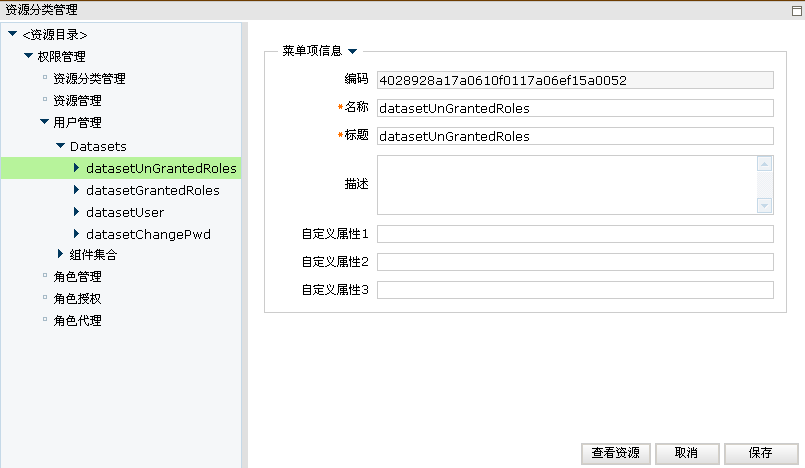 资源分类管理
<资源目录>
权限管理
资源分类管理
资源管理
用户管理
Datasets
datasetUnGrantedRoles
datasetGrantedRoles
datasetUser
datasetChangePwd
组件集合
角色管理
角色授权
角色代理
菜单项信息
编码 4028928a17a0610f0117a06ef15a0052
*名称 datasetUnGrantedRoles
*标题 datasetUnGrantedRoles
描述
自定义属性1
自定义属性2
自定义属性3
查看资源 取消 保存